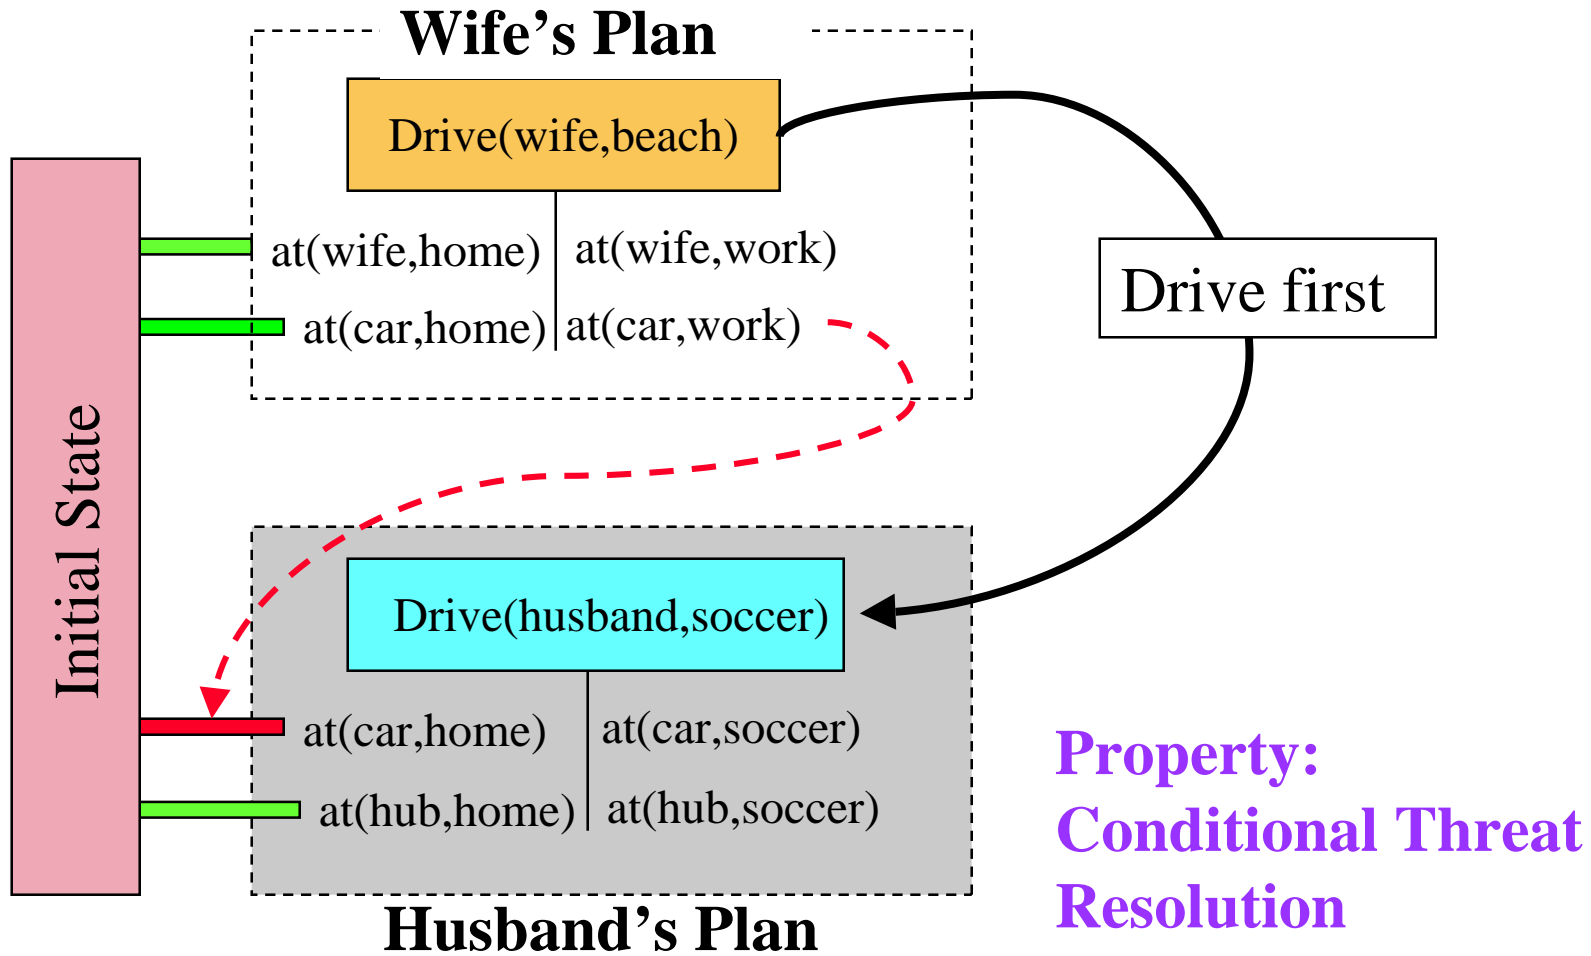 Wife’s Plan
Drive(wife,beach)
at(wife,home)
at(wife,work)
at(car,home)
at(car,work)
Drive first
Initial State
Drive(husband,soccer)
at(car,home)
at(car,soccer)
at(hub,home)
at(hub,soccer)
Husband’s Plan
Property:
Conditional Threat
Resolution